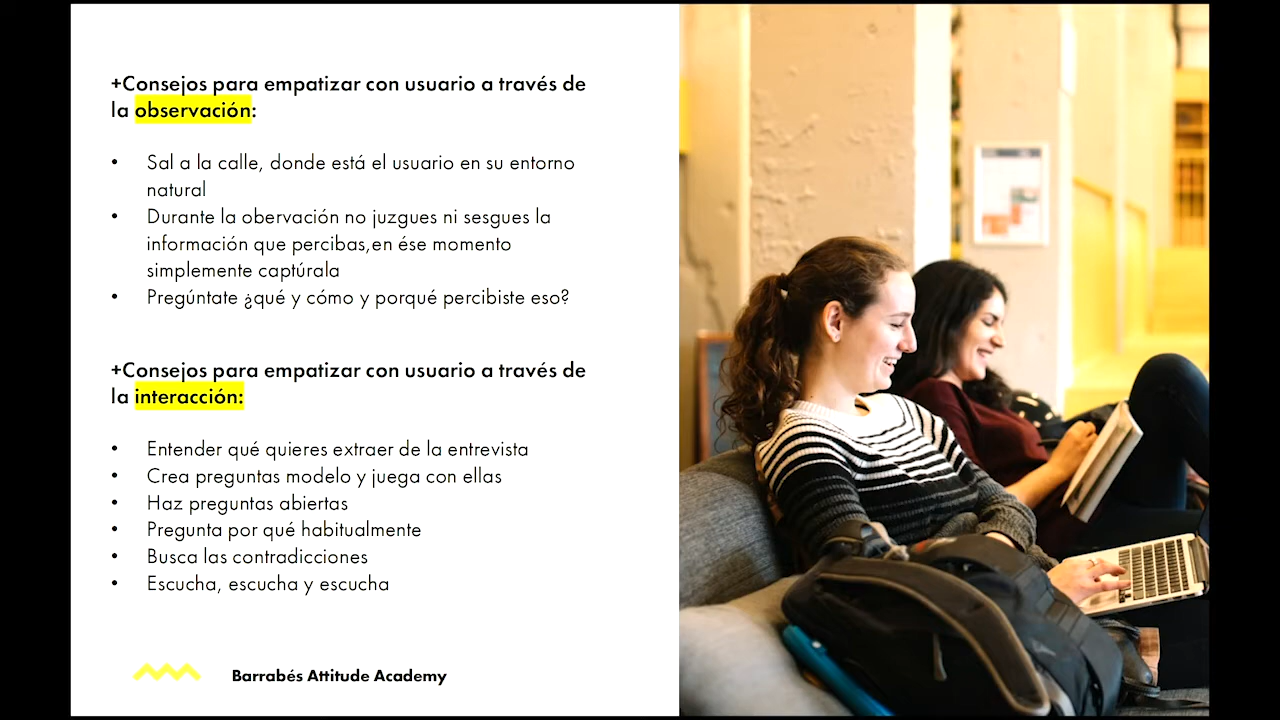 +Consejos para empatizar con usuario a través de
la observación:
• Sal a la calle, donde está el usuario en su entorno
natural
• Durante la obervación no juzgues ni sesgues la
información que percibas,en ése momento
simplemente captúrala
• Pregúntate ¿qué y cómo y porqué percibiste eso?
+Consejos para empatizar con usuario a través de
la interacción:
• Entender qué quieres extraer de la entrevista
• Crea preguntas modelo y juega con ellas
• Haz preguntas abiertas
• Pregunta por qué habitualmente
• Busca las contradicciones
• Escucha, escucha y escucha
Barrabés Attitude Academy